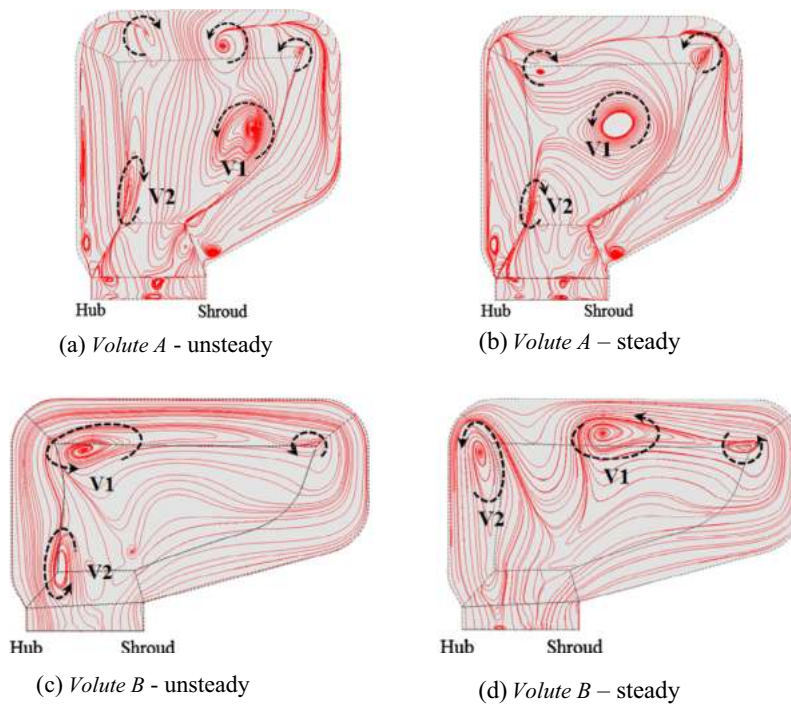 V1
V2
Hub Shroud
(a) Volute A - unsteady
V1
V2
Hub Shroud
(b) Volute A – steady
V1
V2
Hub Shroud
(c) Volute B - unsteady
V1
V2
Hub Shroud
(d) Volute B – steady